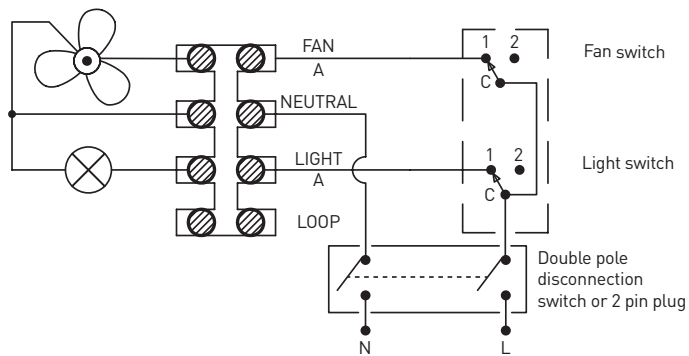 FAN
A
NEUTRAL
LIGHT
A
LOOP
1 2
C
Fan switch
1 2
C
Light switch
Double pole
disconnection
switch or 2 pin plug
N
L